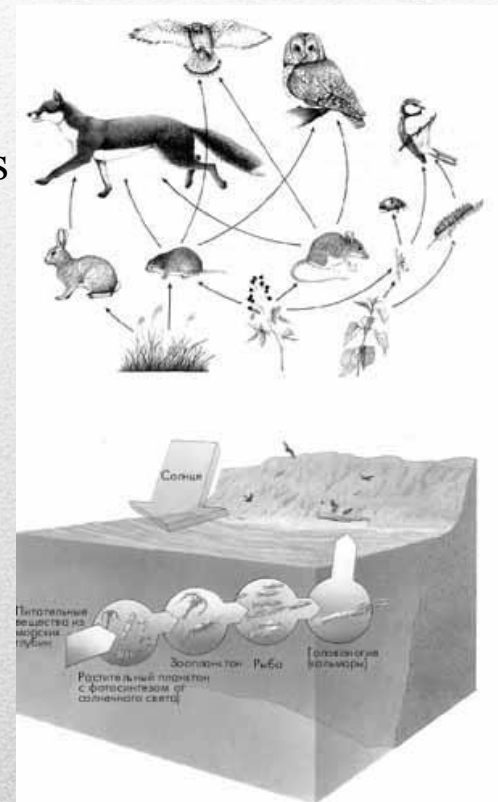 s
Солнце
Питательные
вещества из
морских
глубин
Растительный планктон
с фотосинтезом от
солнечного света)
Зоопланктон
Рыба
Головоногие
(кальмары)